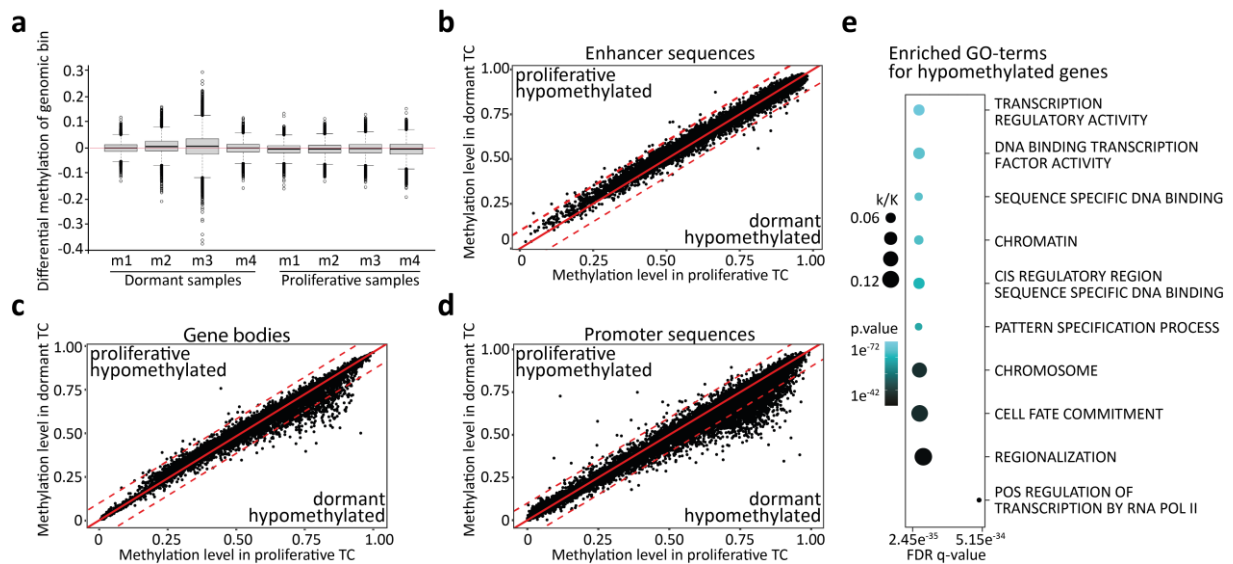 a
Differential methylation of genomic bin
0.3
0.2
0.1
0
-0.1
-0.2
-0.3
-0.4
m1 m2 m3 m4 m1 m2 m3 m4
Dormant samples Proliferative samples
b
Enhancer sequences
Methylation level in dormant TC
1.00
0.75
0.50
0.25
0
proliferative
hypomethylated
dormant
hypomethylated
0 0.25 0.50 0.75 1.00
Methylation level in proliferative TC
c
Gene bodies
Methylation level in dormant TC
1.00
0.75
0.50
0.25
0
proliferative
hypomethylated
dormant
hypomethylated
0 0.25 0.50 0.75 1.00
Methylation level in proliferative TC
d
Promoter sequences
Methylation level in dormant TC
1.00
0.75
0.50
0.25
0
proliferative
hypomethylated
dormant
hypomethylated
0 0.25 0.50 0.75 1.00
Methylation level in proliferative TC
e
Enriched GO-terms
for hypomethylated genes
k/K
0.06
0.12
p.value
1e-72
1e-42
TRANSCRIPTION
REGULATORY ACTIVITY
DNA BINDING TRANSCRIPTION
FACTOR ACTIVITY
SEQUENCE SPECIFIC DNA BINDING
CHROMATIN
CIS REGULATORY REGION
SEQUENCE SPECIFIC DNA BINDING
PATTERN SPECIFICATION PROCESS
CHROMOSOME
CELL FATE COMMITMENT
REGIONALIZATION
POS REGULATION OF
TRANSCRIPTION BY RNA POL II
2.45e-35 5.15e-34
FDR q-value